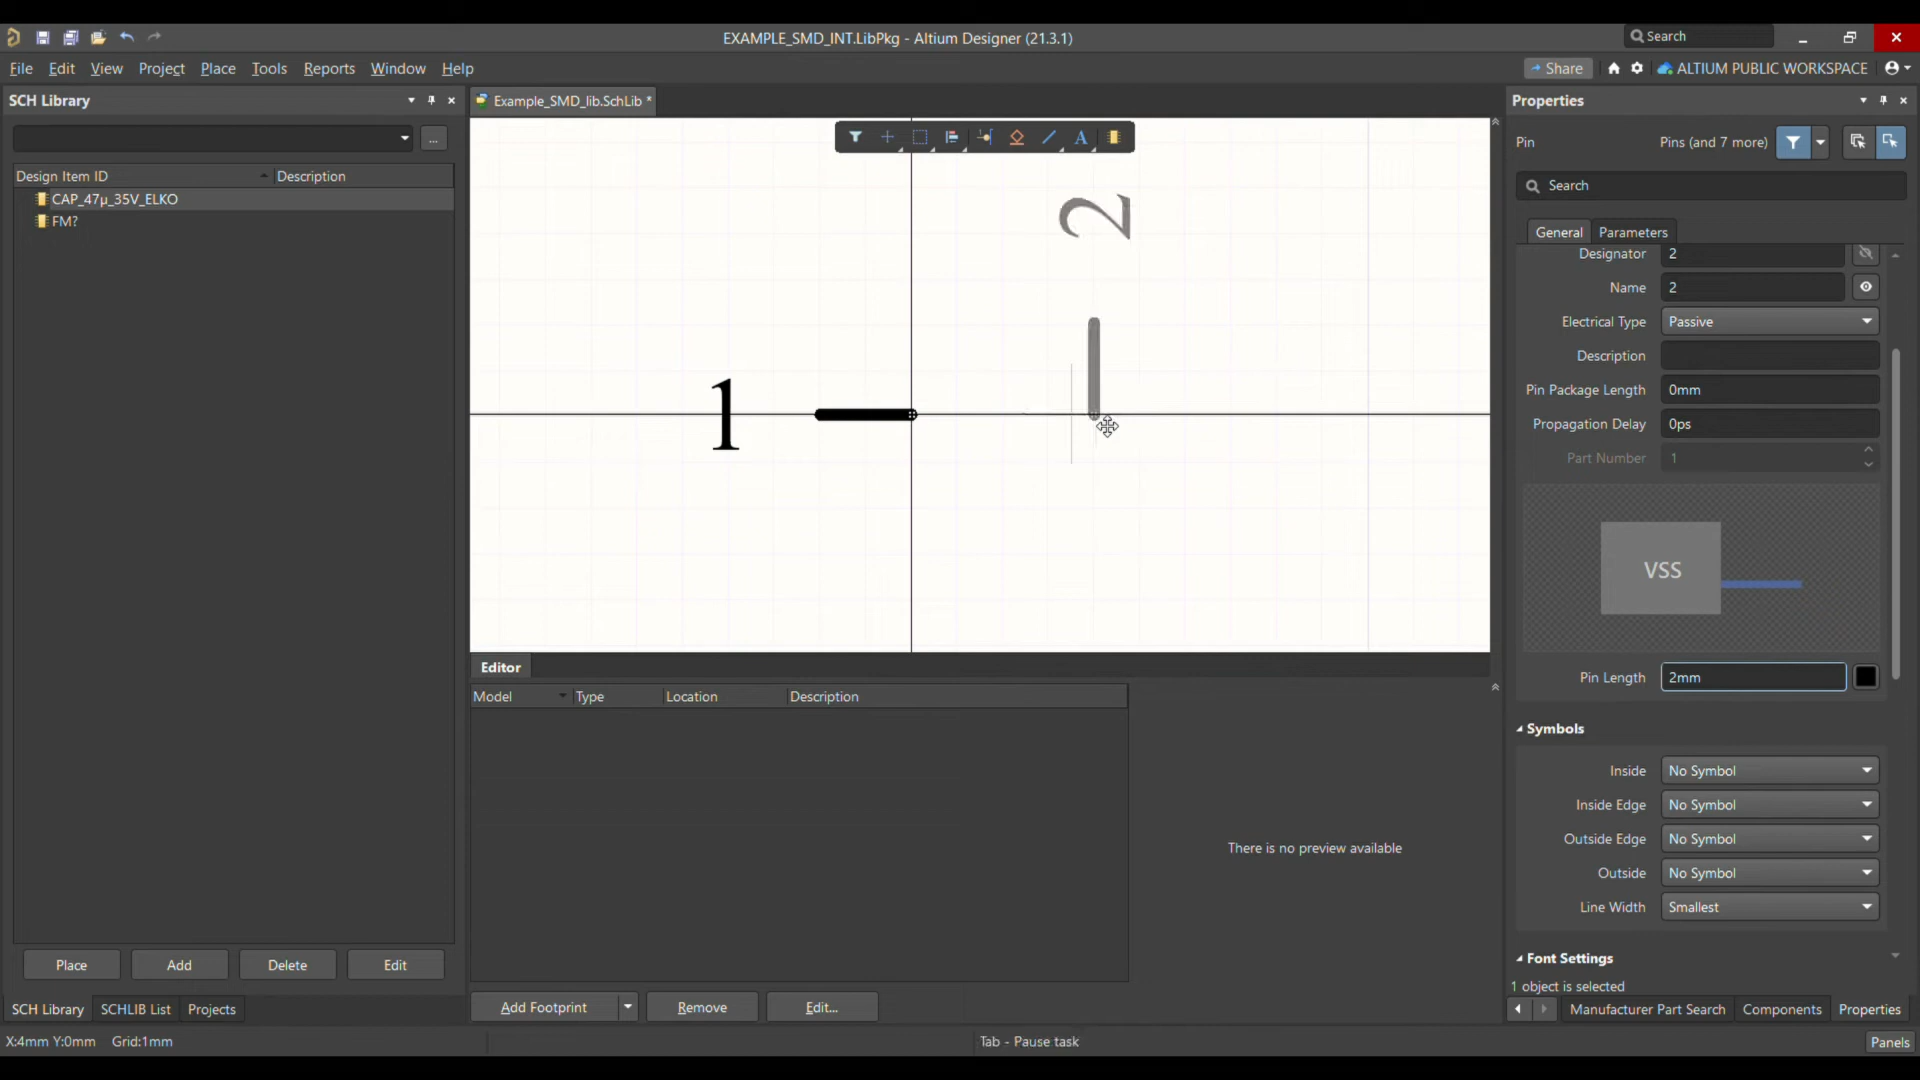 EXAMPLE_SMD_INT.LibPkg - Altium Designer (21.3.1)
Search
File Edit View Project Place Tools Reports Window Help
Share
ALTIUM PUBLIC WORKSPACE
SCH Library
...
Design Item ID Description
CAP_47µ_35V_ELKO
FM?
Place Add Delete Edit
SCH Library SCHLIB List Projects
X:4mm Y:0mm Grid:1mm
Example_SMD_lib.SchLib *
A
2
1
Editor
Model Type Location Description
There is no preview available
Add Footprint Remove Edit...
Tab - Pause task
Properties
Pin Pins (and 7 more)
Search
General Parameters
Designator 2
Name 2
Electrical Type Passive
Description
Pin Package Length 0mm
Propagation Delay 0ps
Part Number 1
VSS
Pin Length 2mm
Symbols
Inside No Symbol
Inside Edge No Symbol
Outside Edge No Symbol
Outside No Symbol
Line Width Smallest
Font Settings
1 object is selected
Manufacturer Part Search Components Properties
Panels